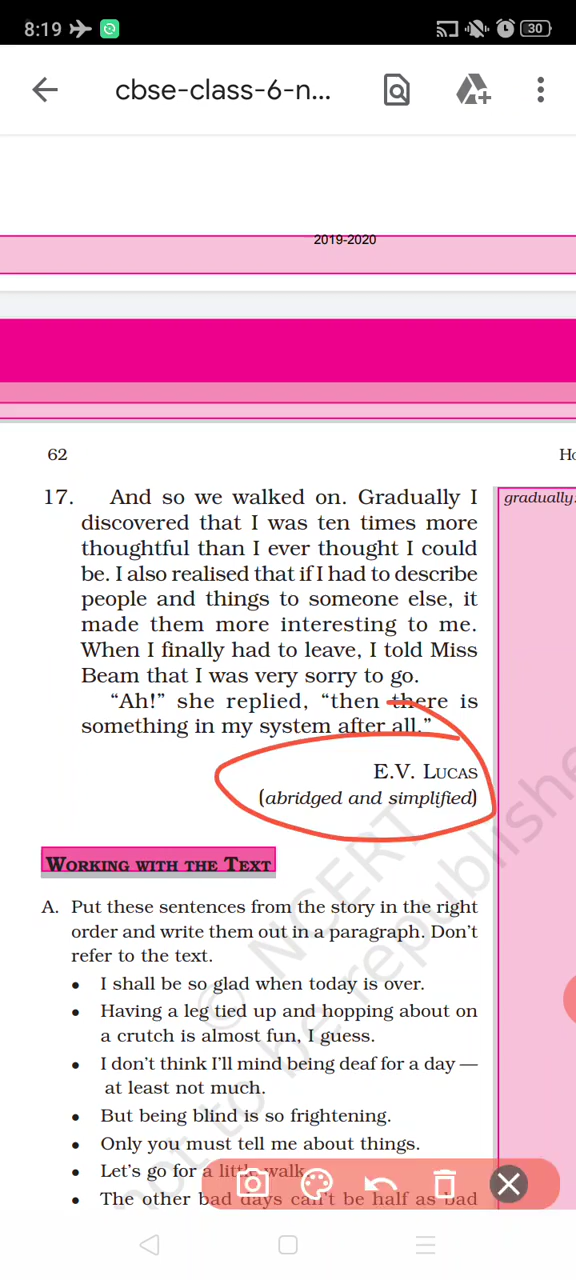 8:19
30
cbse-class-6-n...
2019-2020
62
17. And so we walked on. Gradually I
discovered that I was ten times more
thoughtful than I ever thought I could
be. I also realised that if I had to describe
people and things to someone else, it
made them more interesting to me.
When I finally had to leave, I told Miss
Beam that I was very sorry to go.
“Ah!” she replied, “then there is
something in my system after all.”
E.V. LUCAS
(abridged and simplified)
gradually:
WORKING WITH THE TEXT
A. Put these sentences from the story in the right
order and write them out in a paragraph. Don’t
refer to the text.
• I shall be so glad when today is over.
• Having a leg tied up and hopping about on
a crutch is almost fun, I guess.
• I don’t think I’ll mind being deaf for a day —
at least not much.
• But being blind is so frightening.
• Only you must tell me about things.
• Let’s go for a little walk.
• The other bad days can’t be half as bad
© NCERT
not to be republished